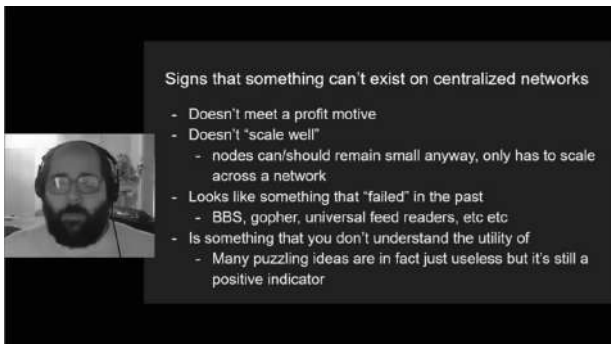 Signs that something can't exist on centralized networks
- Doesn't meet a profit motive
- Doesn't "scale well"
- nodes can/should remain small anyway, only has to scale
across a network
- Looks like something that "failed" in the past
- BBS, gopher, universal feed readers, etc etc
- Is something that you don't understand the utility of
- Many puzzling ideas are in fact just useless but it's still a
positive indicator